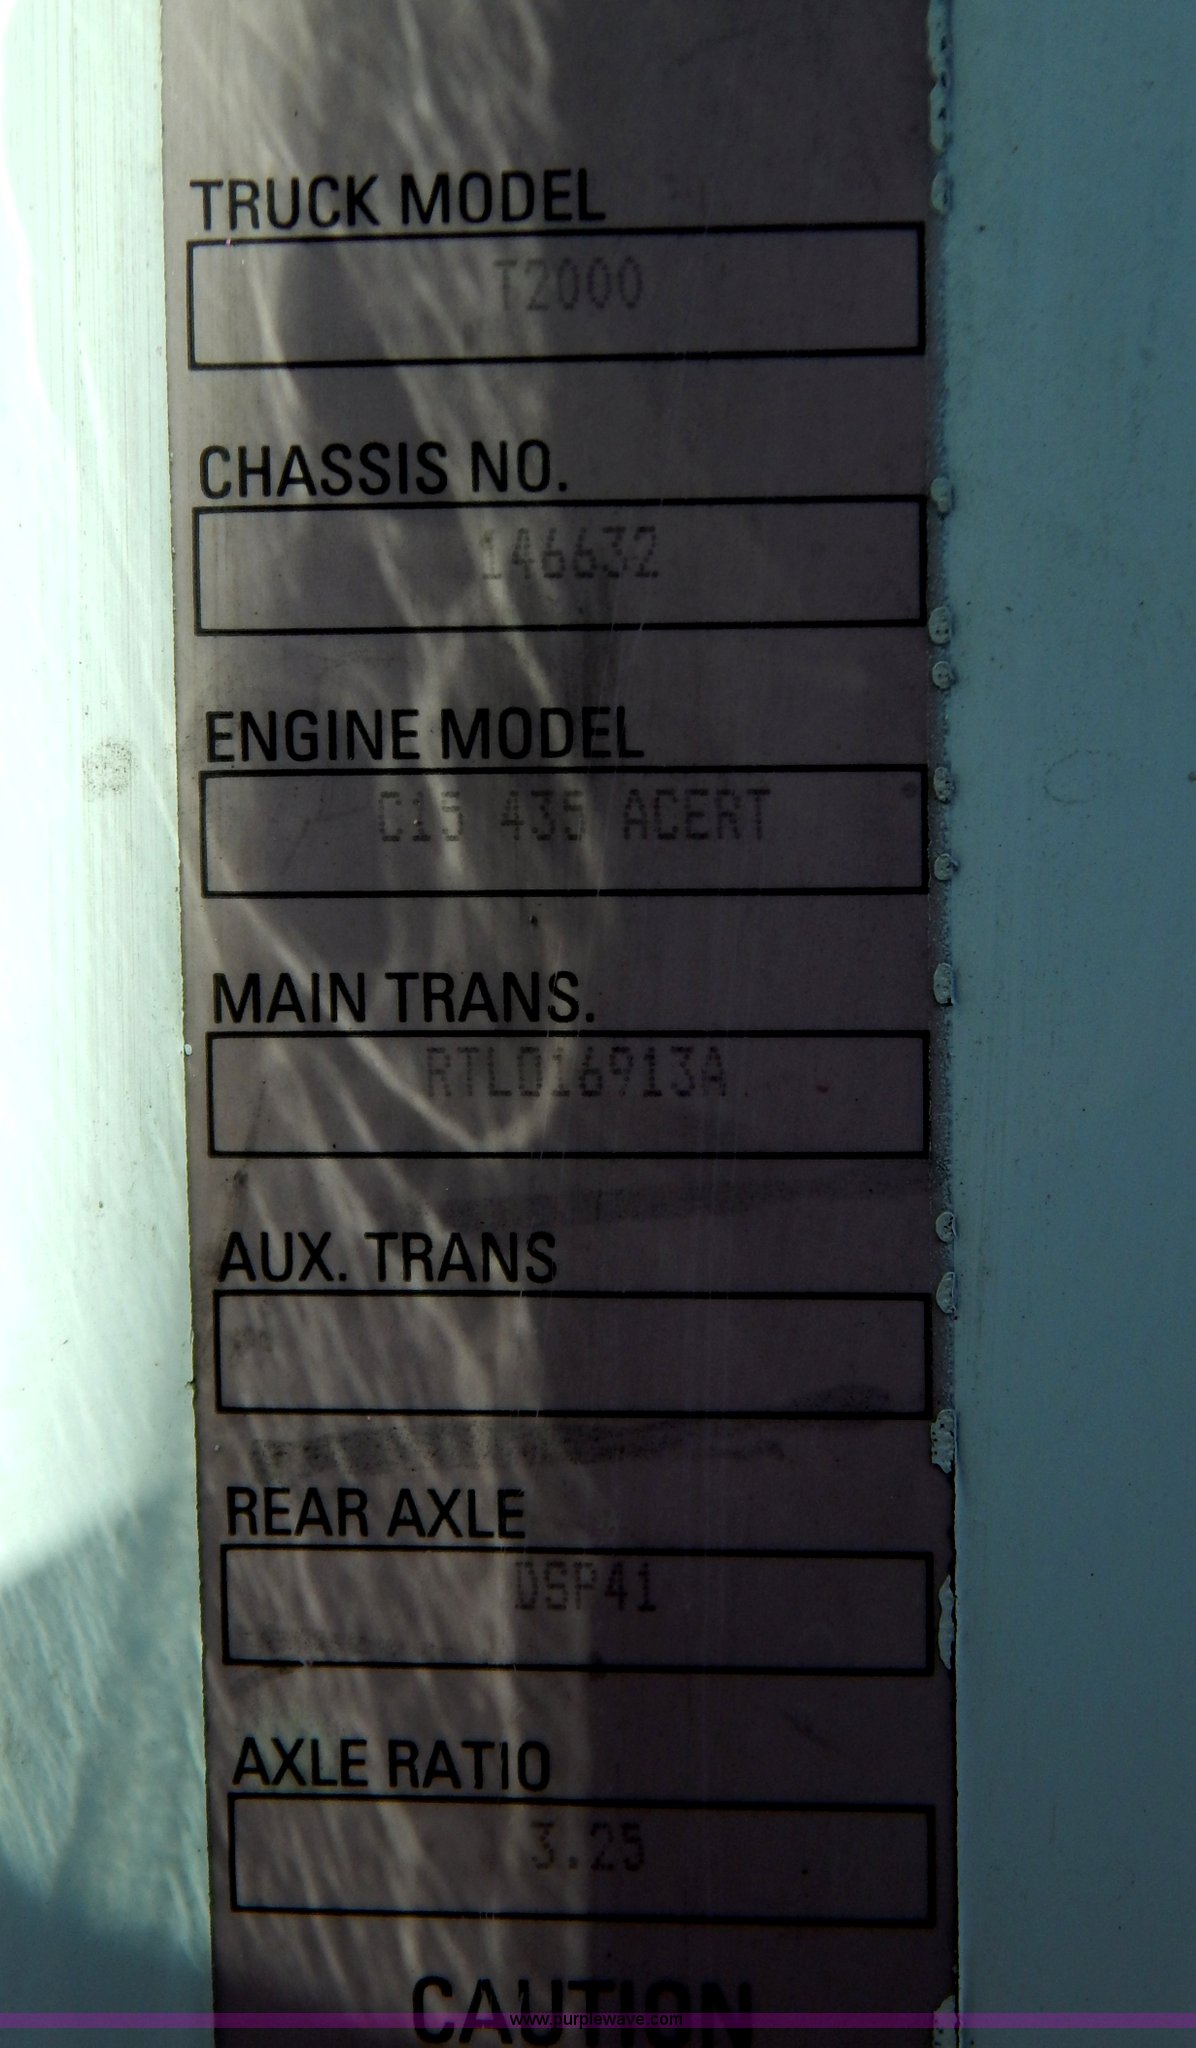 TRUCK MODEL
T2000
CHASSIS NO.
146632
ENGINE MODEL
C15 435 ACERT
MAIN TRANS.
RTLO16913A
AUX. TRANS
REAR AXLE
DSP41
AXLE RATIO
3.25
CAUTION
www.purplewave.com